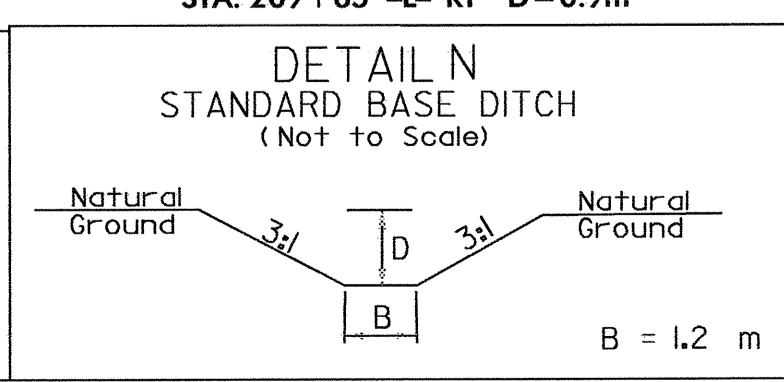 DETAIL N
STANDARD BASE DITCH
(Not to Scale)
Natural
Ground
3:1
D
3:1
Natural
Ground
B
B = 1.2 m